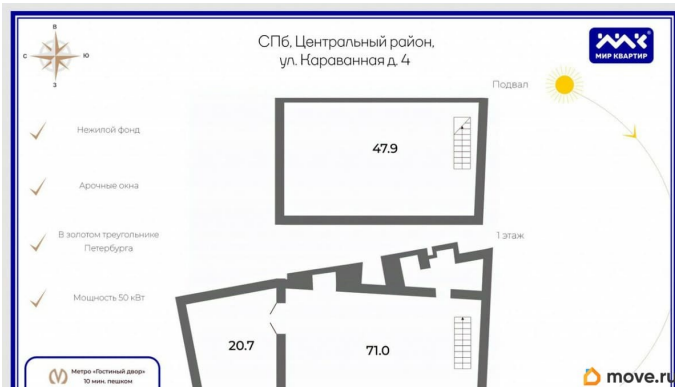 В
С
Ю
З
СПб, Центральный район,
ул. Караванная д. 4
МИР КВАРТИР
Подвал
Нежилой фонд
47.9
Арочные окна
В золотом треугольнике
Петербурга
1 этаж
Мощность 50 кВт
20.7
71.0
Метро «Гостиный двор»
10 мин. пешком
move.ru